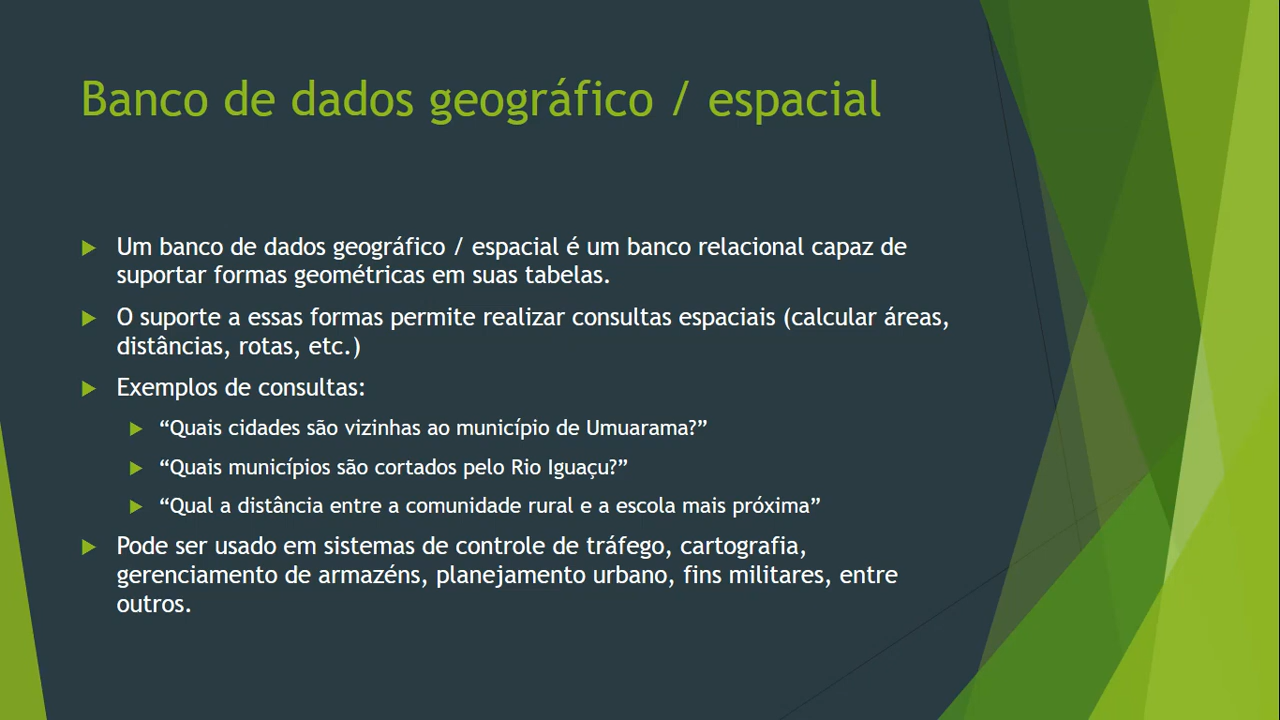 Banco de dados geográfico / espacial
Um banco de dados geográfico / espacial é um banco relacional capaz de
suportar formas geométricas em suas tabelas.
O suporte a essas formas permite realizar consultas espaciais (calcular áreas,
distâncias, rotas, etc.)
Exemplos de consultas:
“Quais cidades são vizinhas ao município de Umuarama?”
“Quais municípios são cortados pelo Rio Iguaçu?”
“Qual a distância entre a comunidade rural e a escola mais próxima”
Pode ser usado em sistemas de controle de tráfego, cartografia,
gerenciamento de armazéns, planejamento urbano, fins militares, entre
outros.